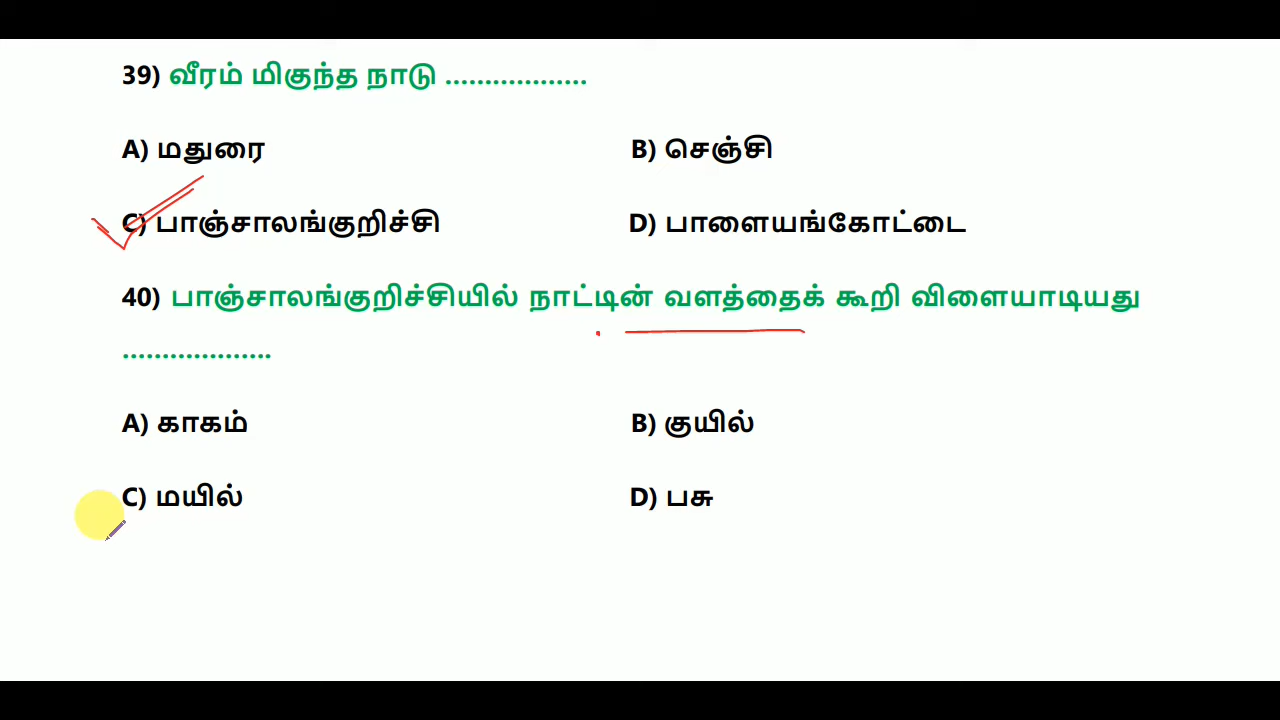 39) வீரம் மிகுந்த நாடு ..................
A) மதுரை B) செஞ்சி
C) பாஞ்சாலங்குறிச்சி D) பாளையங்கோட்டை
40) பாஞ்சாலங்குறிச்சியில் நாட்டின் வளத்தைக் கூறி விளையாடியது
...................
A) காகம் B) குயில்
C) மயில் D) பசு